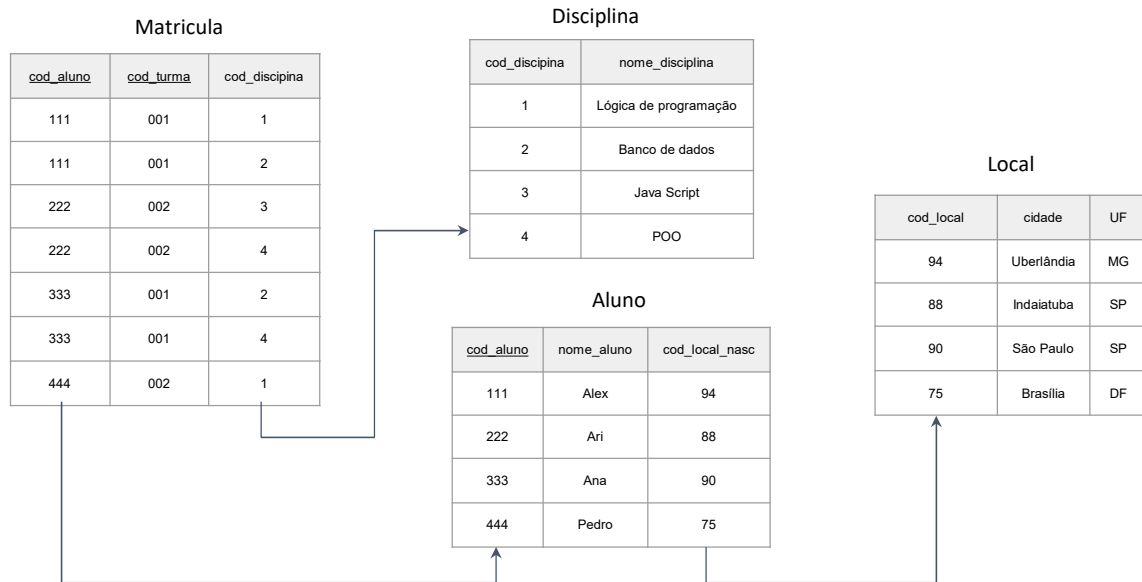 Matricula
cod_aluno cod_turma cod_discipina
111 001 1
111 001 2
222 002 3
222 002 4
333 001 2
333 001 4
444 002 1
Disciplina
cod_discipina nome_disciplina
1 Lógica de programação
2 Banco de dados
3 Java Script
4 POO
Aluno
cod_aluno nome_aluno cod_local_nasc
111 Alex 94
222 Ari 88
333 Ana 90
444 Pedro 75
Local
cod_local cidade UF
94 Uberlândia MG
88 Indaiatuba SP
90 São Paulo SP
75 Brasília DF